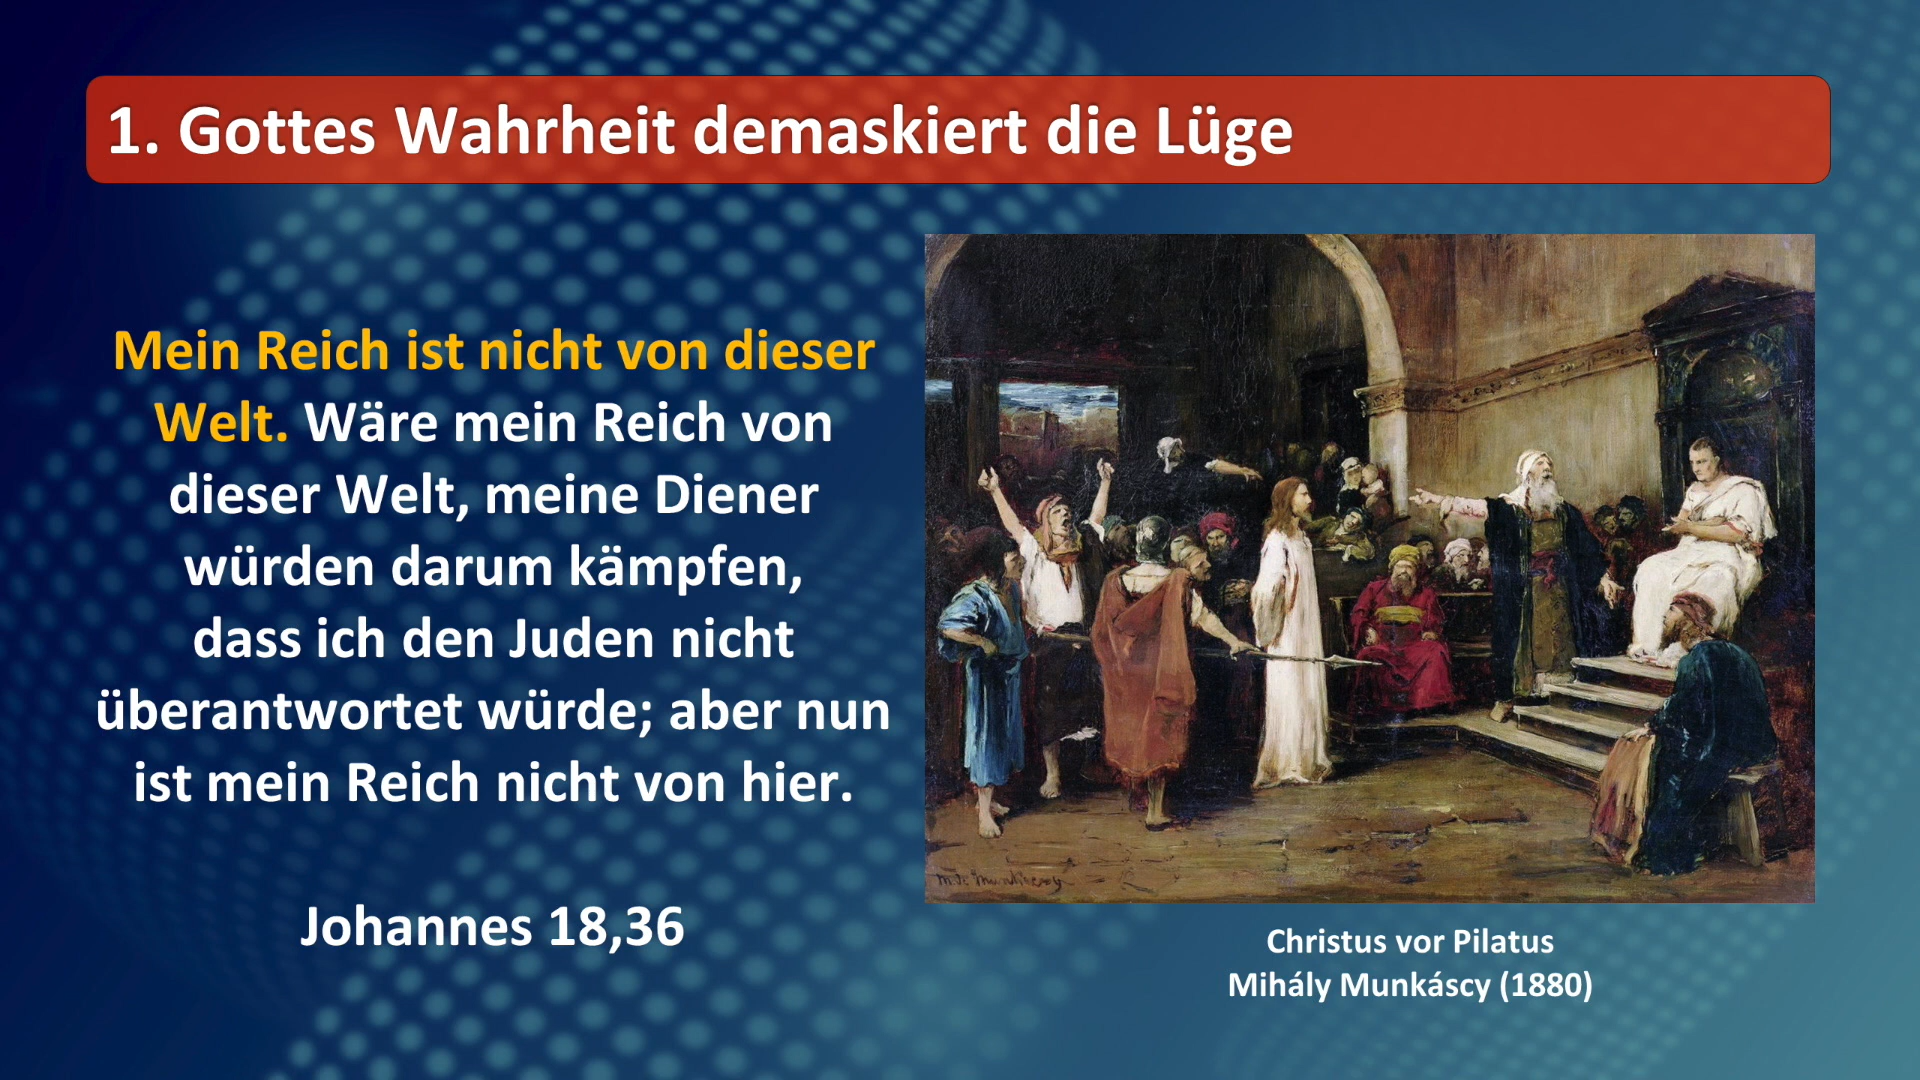 1. Gottes Wahrheit demaskiert die Lüge
Mein Reich ist nicht von dieser
Welt. Wäre mein Reich von
dieser Welt, meine Diener
würden darum kämpfen,
dass ich den Juden nicht
überantwortet würde; aber nun
ist mein Reich nicht von hier.
Johannes 18,36
Christus vor Pilatus
Mihály Munkáscy (1880)